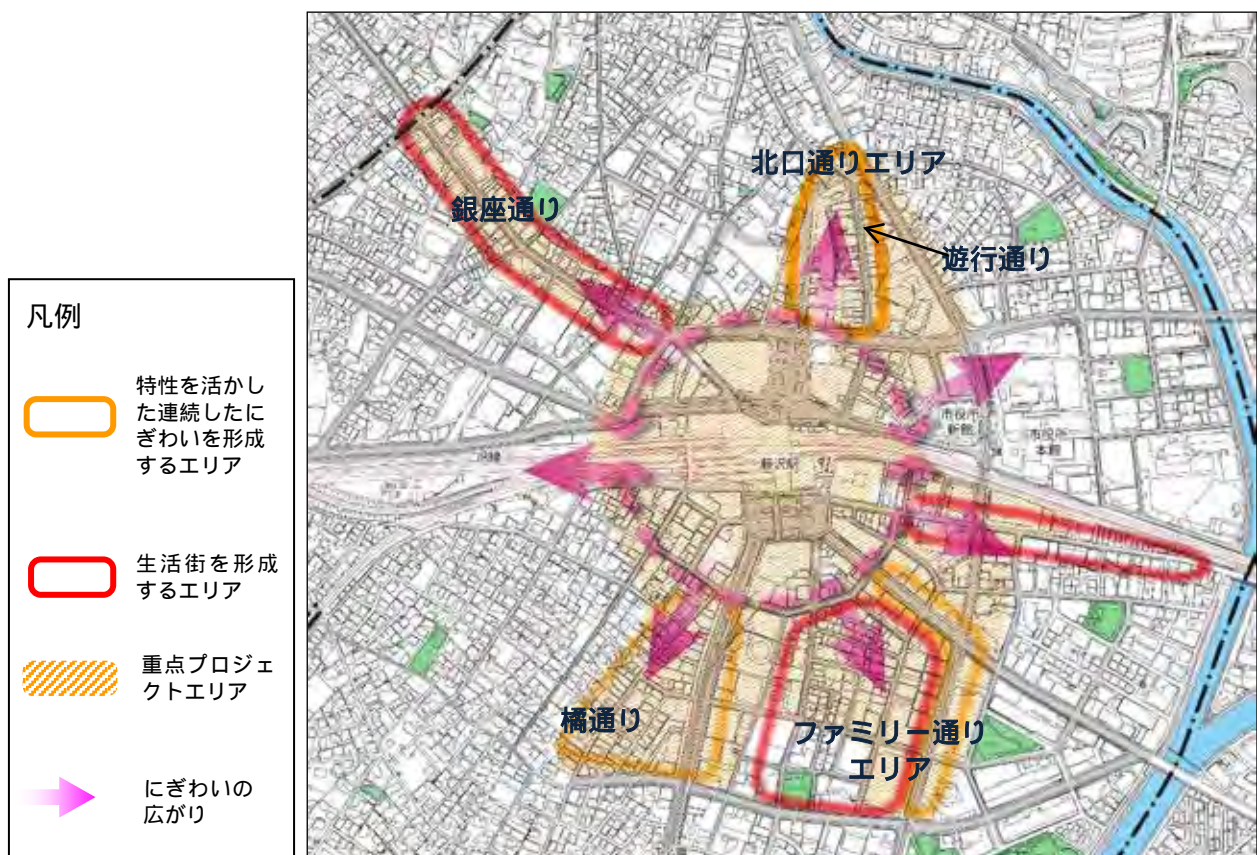 凡例
特性を活かし
た連続したに
ぎわいを形成
するエリア
生活街を形成
するエリア
重点プロジェ
クトエリア
にぎわいの
広がり
北口通りエリア
銀座通り
遊行通り
市役所
新館
市役所
本館
藤沢駅
橘通り
ファミリー通り
エリア